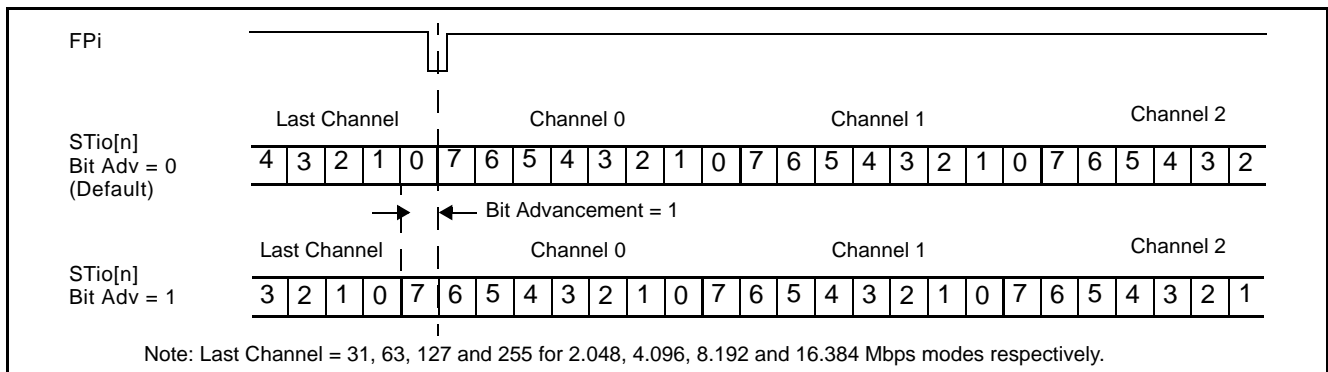 FPi
Last Channel Channel 0 Channel 1 Channel 2
STio[n]
Bit Adv = 0
(Default)
4 3 2 1 0 7 6 5 4 3 2 1 0 7 6 5 4 3 2 1 0 7 6 5 4 3 2
Bit Advancement = 1
Last Channel Channel 0 Channel 1 Channel 2
STio[n]
Bit Adv = 1
3 2 1 0 7 6 5 4 3 2 1 0 7 6 5 4 3 2 1 0 7 6 5 4 3 2 1
Note: Last Channel = 31, 63, 127 and 255 for 2.048, 4.096, 8.192 and 16.384 Mbps modes respectively.